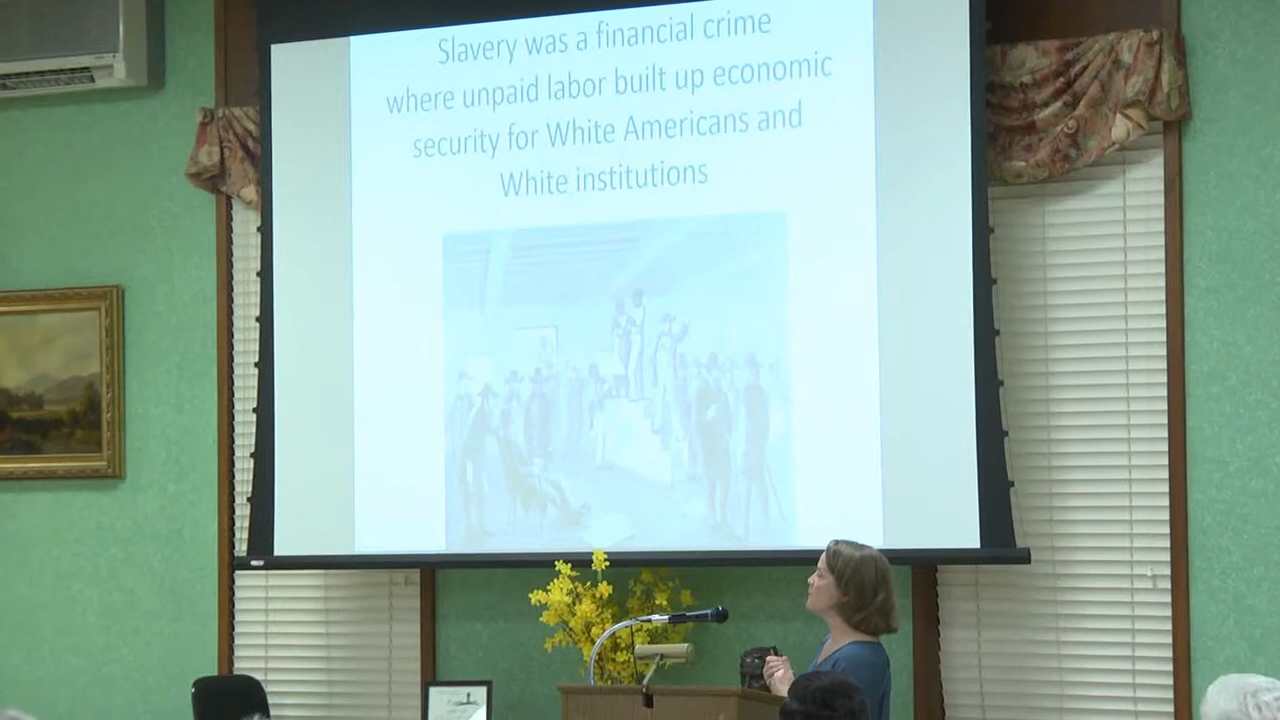 Slavery was a financial crime
where unpaid labor built up economic
security for White Americans and
White institutions